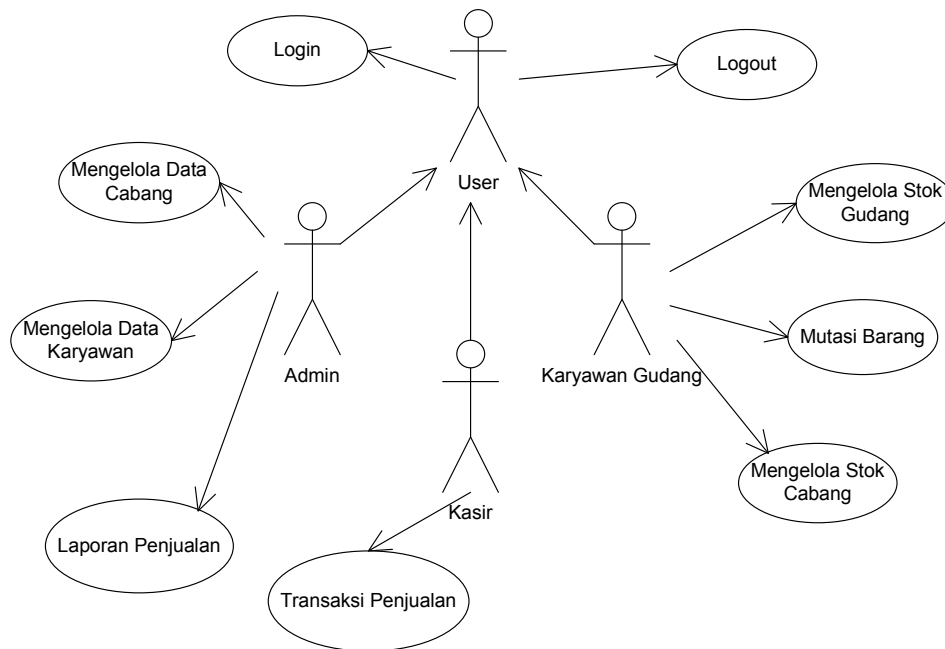 Login
Logout
Mengelola Data
Cabang
User
Mengelola Stok
Gudang
Mengelola Data
Karyawan
Mutasi Barang
Admin
Karyawan Gudang
Mengelola Stok
Cabang
Kasir
Laporan Penjualan
Transaksi Penjualan